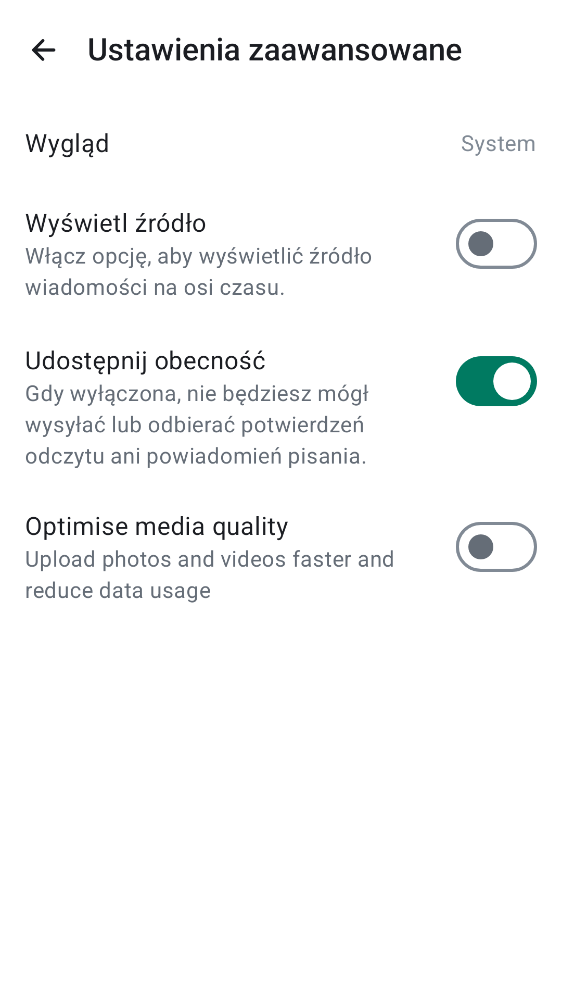 Ustawienia zaawansowane
Wygląd
System
Wyświetl źródło
Włącz opcję, aby wyświetlić źródło
wiadomości na osi czasu.
Udostępnij obecność
Gdy wyłączona, nie będziesz mógł
wysyłać lub odbierać potwierdzeń
odczytu ani powiadomień pisania.
Optimise media quality
Upload photos and videos faster and
reduce data usage